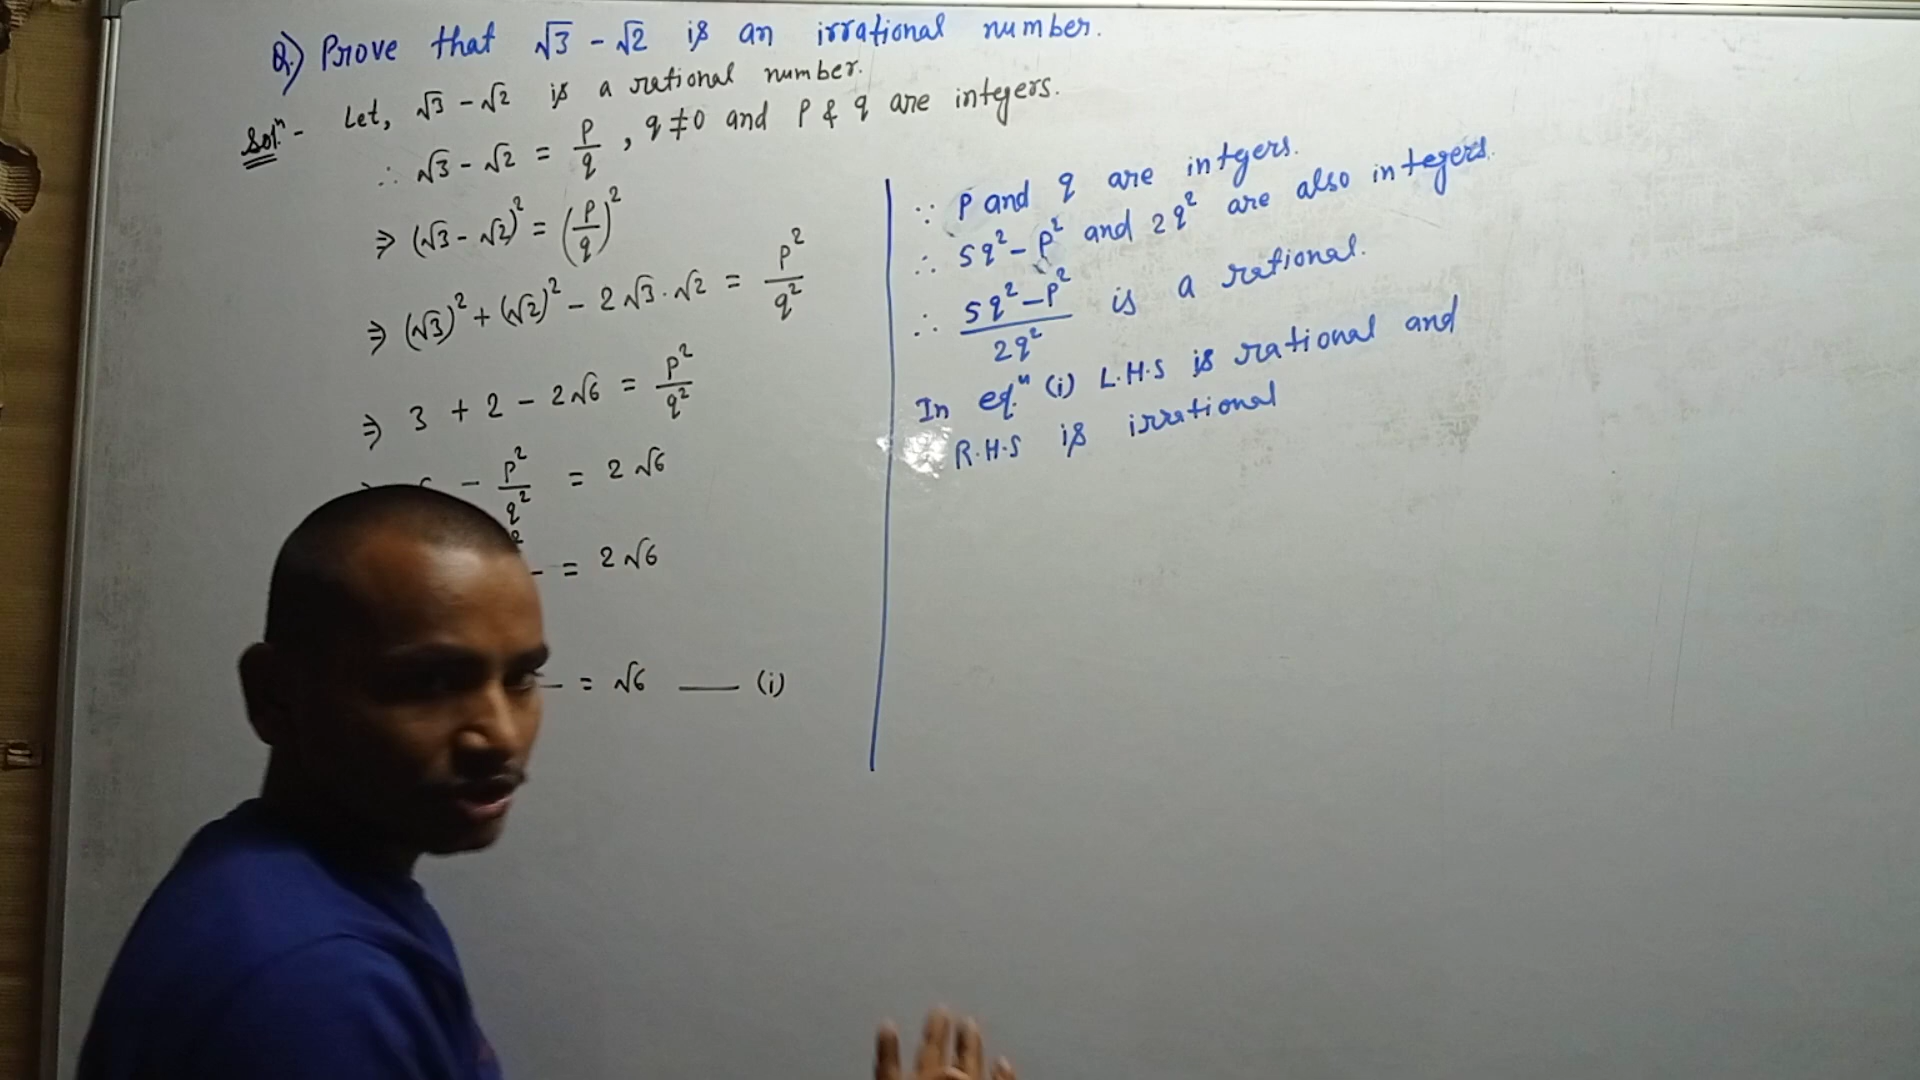 Q.) Prove that √3 - √2 is an irrational number.
Solⁿ - Let, √3 - √2 is a rational number.
∴ √3 - √2 = p/q , q ≠ 0 and p & q are integers.
⇒ (√3 - √2)² = (p/q)²
⇒ (√3)² + (√2)² - 2√3.√2 = p²/q²
⇒ 3 + 2 - 2√6 = p²/q²
- p²/q² = 2√6
= 2√6
= √6 —— (i)
∵ p and q are intgers.
∴ 5q² - p² and 2q² are also integers.
∴ 5q² - p²/2q² is a rational.
In eqⁿ (i) L.H.S is rational and
R.H.S is irrational